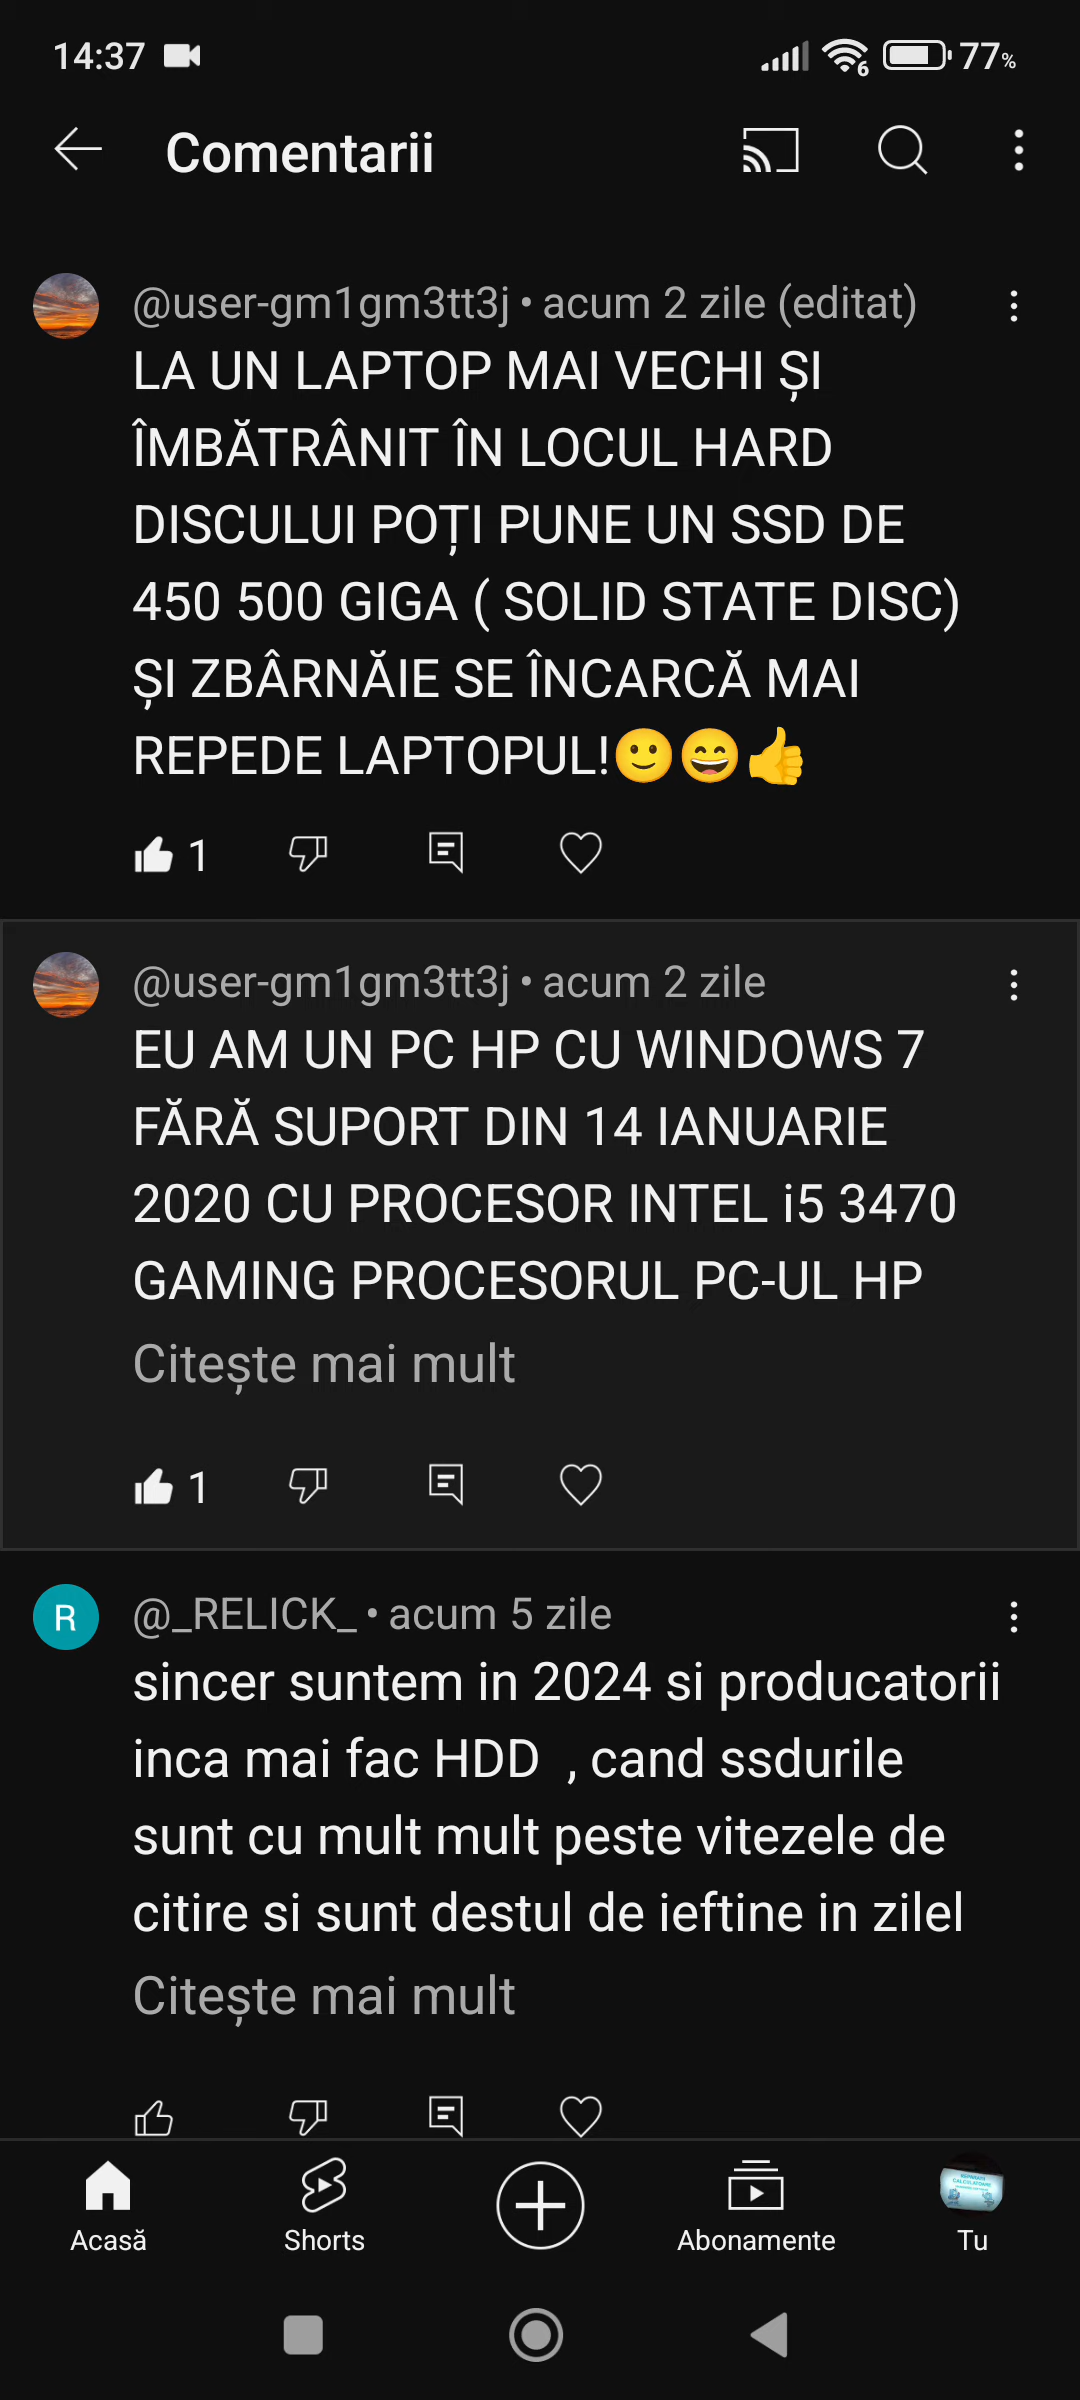 14:37
77%
Comentarii
@user-gm1gm3tt3j • acum 2 zile (editat)
LA UN LAPTOP MAI VECHI ȘI
ÎMBĂTRÂNIT ÎN LOCUL HARD
DISCULUI POȚI PUNE UN SSD DE
450 500 GIGA ( SOLID STATE DISC)
ȘI ZBÂRNĂIE SE ÎNCARCĂ MAI
REPEDE LAPTOPUL!🙂😄👍
1
@user-gm1gm3tt3j • acum 2 zile
EU AM UN PC HP CU WINDOWS 7
FĂRĂ SUPORT DIN 14 IANUARIE
2020 CU PROCESOR INTEL i5 3470
GAMING PROCESORUL PC-UL HP
Citește mai mult
1
R
@_RELICK_ • acum 5 zile
sincer suntem in 2024 si producatorii
inca mai fac HDD , cand ssdurile
sunt cu mult mult peste vitezele de
citire si sunt destul de ieftine in zilel
Citește mai mult
Acasă
Shorts
Abonamente
Tu